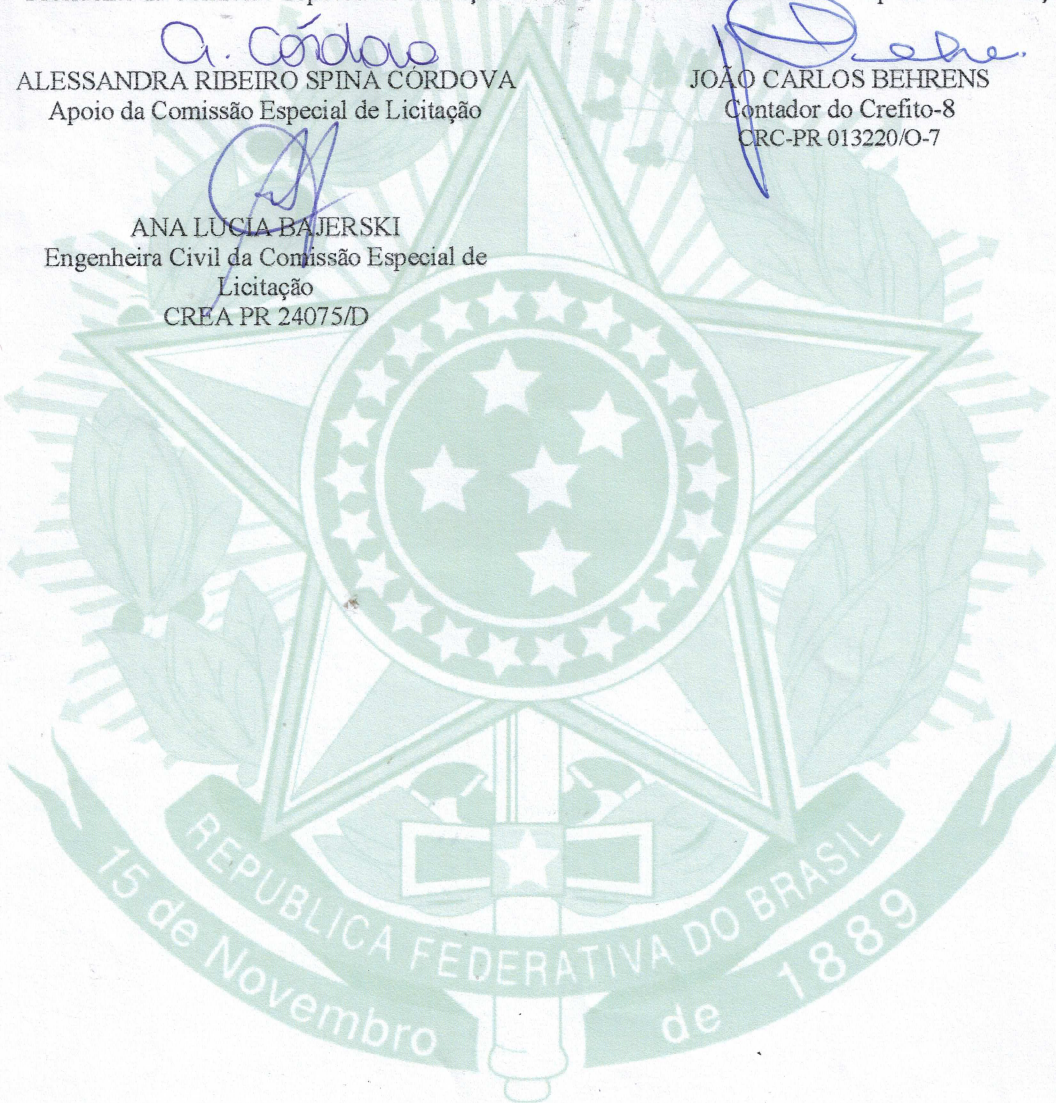 a. Córdova
ALESSANDRA RIBEIRO SPINA CÓRDOVA
Apoio da Comissão Especial de Licitação
JOÃO CARLOS BEHRENS
Contador do Crefito-8
CRC-PR 013220/O-7
ANA LUCIA BAJERSKI
Engenheira Civil da Comissão Especial de
Licitação
CREA PR 24075/D
REPUBLICA FEDERATIVA DO BRASIL
15 de Novembro de 1889